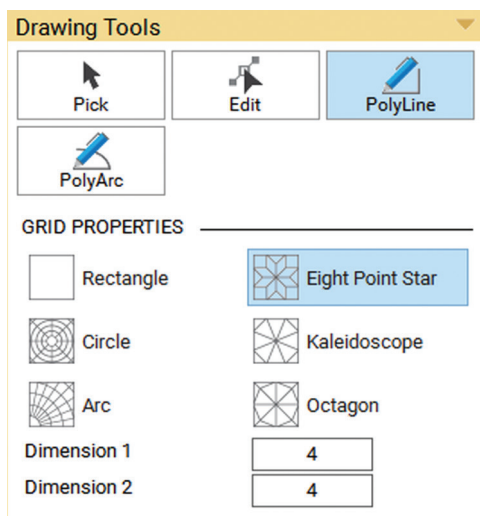 Drawing Tools
Pick
Edit
PolyLine
PolyArc
GRID PROPERTIES
Rectangle
Eight Point Star
Circle
Kaleidoscope
Arc
Octagon
Dimension 1
4
Dimension 2
4